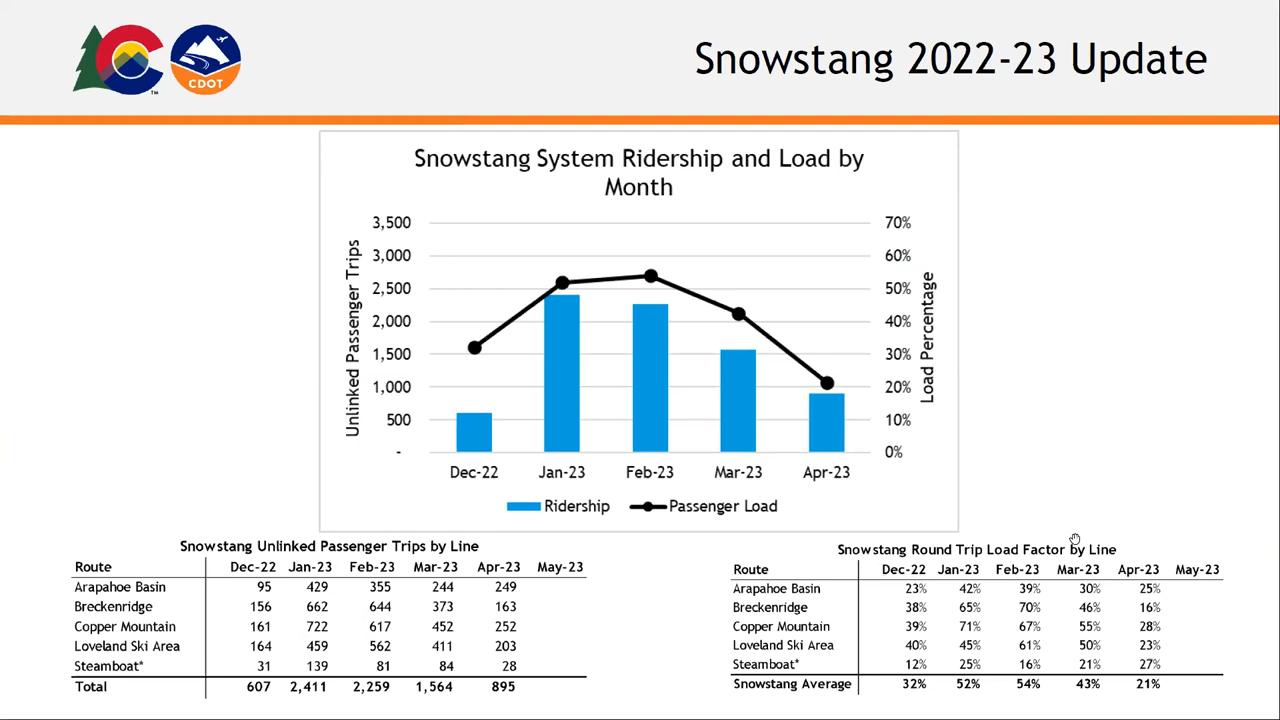 CDOT
TM
Snowstang 2022-23 Update
Snowstang System Ridership and Load by
Month
Unlinked Passenger Trips
3,500
3,000
2,500
2,000
1,500
1,000
500
-
70%
60%
50%
40%
30%
20%
10%
0%
Load Percentage
Dec-22 Jan-23 Feb-23 Mar-23 Apr-23
Ridership Passenger Load
Snowstang Unlinked Passenger Trips by Line
Route Dec-22 Jan-23 Feb-23 Mar-23 Apr-23 May-23
Arapahoe Basin 95 429 355 244 249
Breckenridge 156 662 644 373 163
Copper Mountain 161 722 617 452 252
Loveland Ski Area 164 459 562 411 203
Steamboat* 31 139 81 84 28
Total 607 2,411 2,259 1,564 895
Snowstang Round Trip Load Factor by Line
Route Dec-22 Jan-23 Feb-23 Mar-23 Apr-23 May-23
Arapahoe Basin 23% 42% 39% 30% 25%
Breckenridge 38% 65% 70% 46% 16%
Copper Mountain 39% 71% 67% 55% 28%
Loveland Ski Area 40% 45% 61% 50% 23%
Steamboat* 12% 25% 16% 21% 27%
Snowstang Average 32% 52% 54% 43% 21%